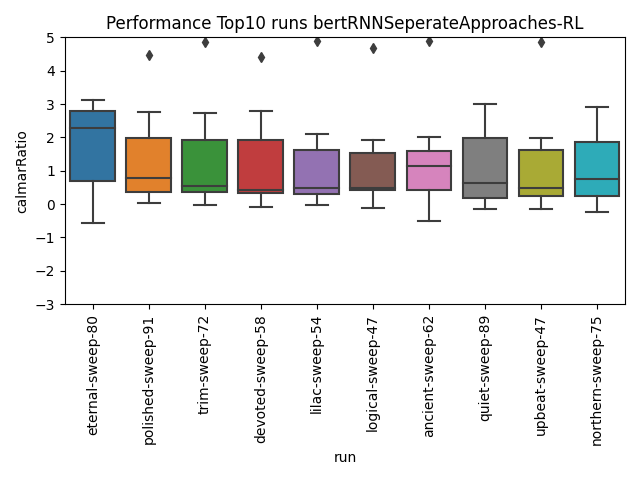 Performance Top10 runs bertRNNSeperateApproaches-RL
calmarRatio
5
4
3
2
1
0
−1
−2
−3
eternal-sweep-80
polished-sweep-91
trim-sweep-72
devoted-sweep-58
lilac-sweep-54
logical-sweep-47
ancient-sweep-62
quiet-sweep-89
upbeat-sweep-47
northern-sweep-75
run